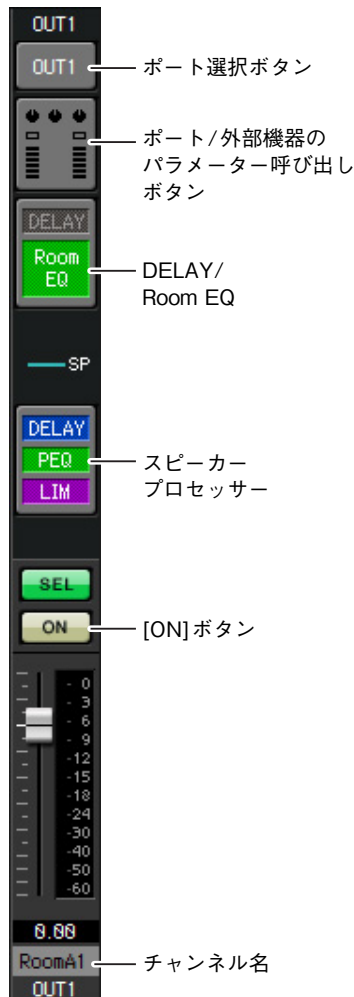 OUT1
OUT1
ポート選択ボタン
ポート/外部機器の
パラメーター呼び出し
ボタン
DELAY
Room
EQ
DELAY/
Room EQ
SP
DELAY
PEQ
LIM
スピーカー
プロセッサー
SEL
ON
[ON]ボタン
- 0
- 3
- 6
- 9
-12
-15
-18
-24
-30
-40
-50
-60
0.00
RoomA1
チャンネル名
OUT1